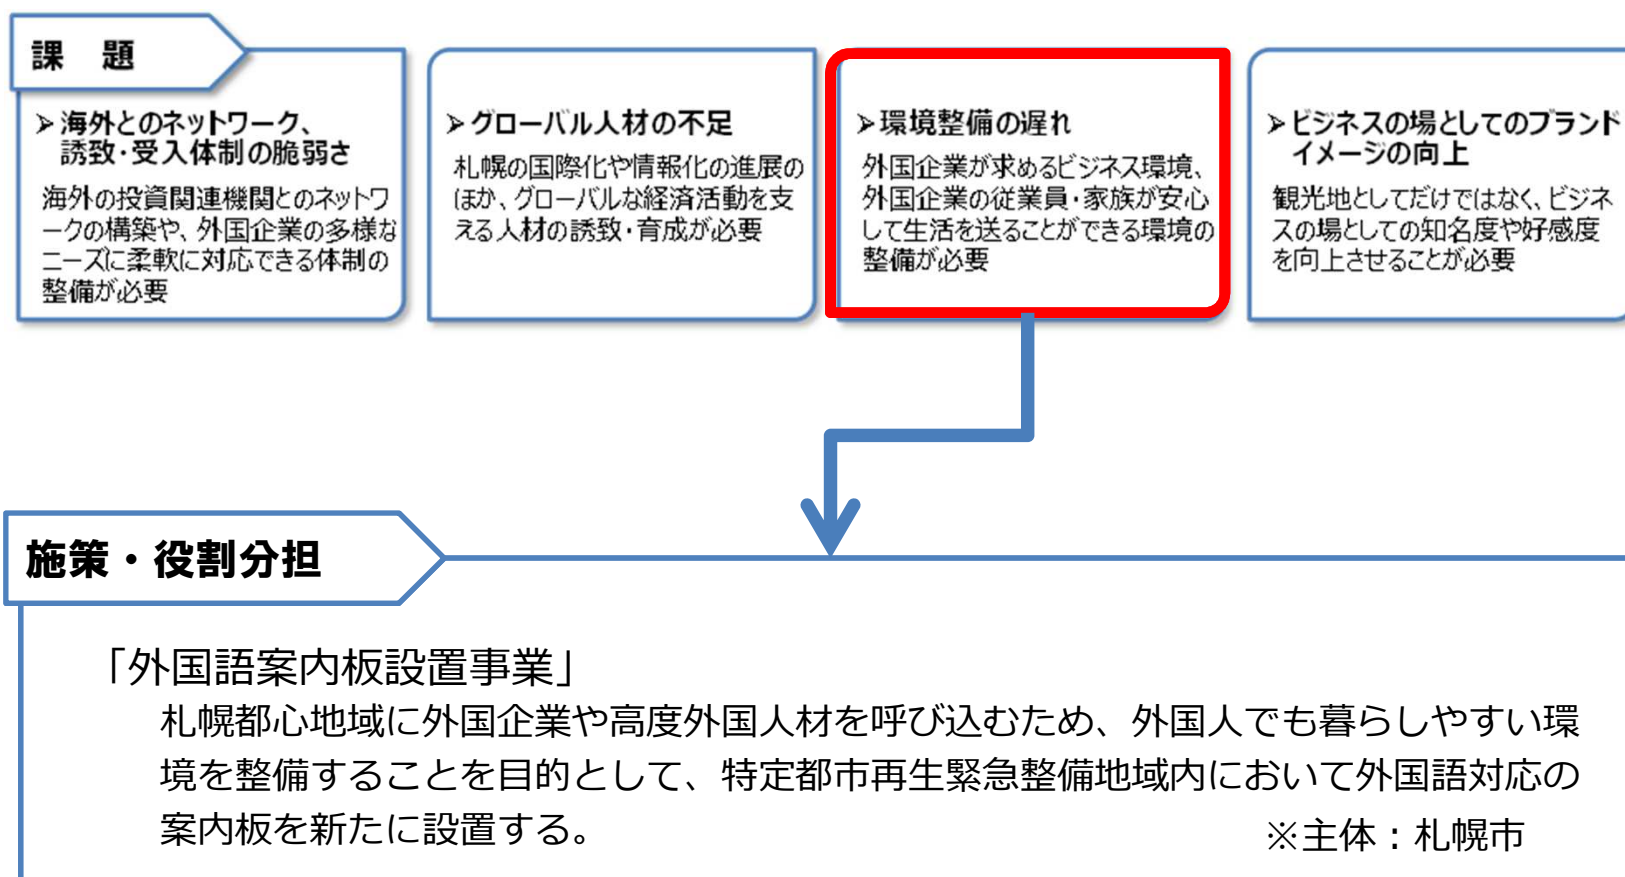 課　題
➢海外とのネットワーク、
誘致・受入体制の脆弱さ
海外の投資関連機関とのネットワ
ークの構築や、外国企業の多様な
ニーズに柔軟に対応できる体制の
整備が必要
➢グローバル人材の不足
札幌の国際化や情報化の進展の
ほか、グローバルな経済活動を支
える人材の誘致・育成が必要
➢環境整備の遅れ
外国企業が求めるビジネス環境、
外国企業の従業員・家族が安心
して生活を送ることができる環境の
整備が必要
➢ビジネスの場としてのブランド
イメージの向上
観光地としてだけではなく、ビジネ
スの場としての知名度や好感度
を向上させることが必要
施策・役割分担
「外国語案内板設置事業」
札幌都心地域に外国企業や高度外国人材を呼び込むため、外国人でも暮らしやすい環
境を整備することを目的として、特定都市再生緊急整備地域内において外国語対応の
案内板を新たに設置する。
※主体：札幌市